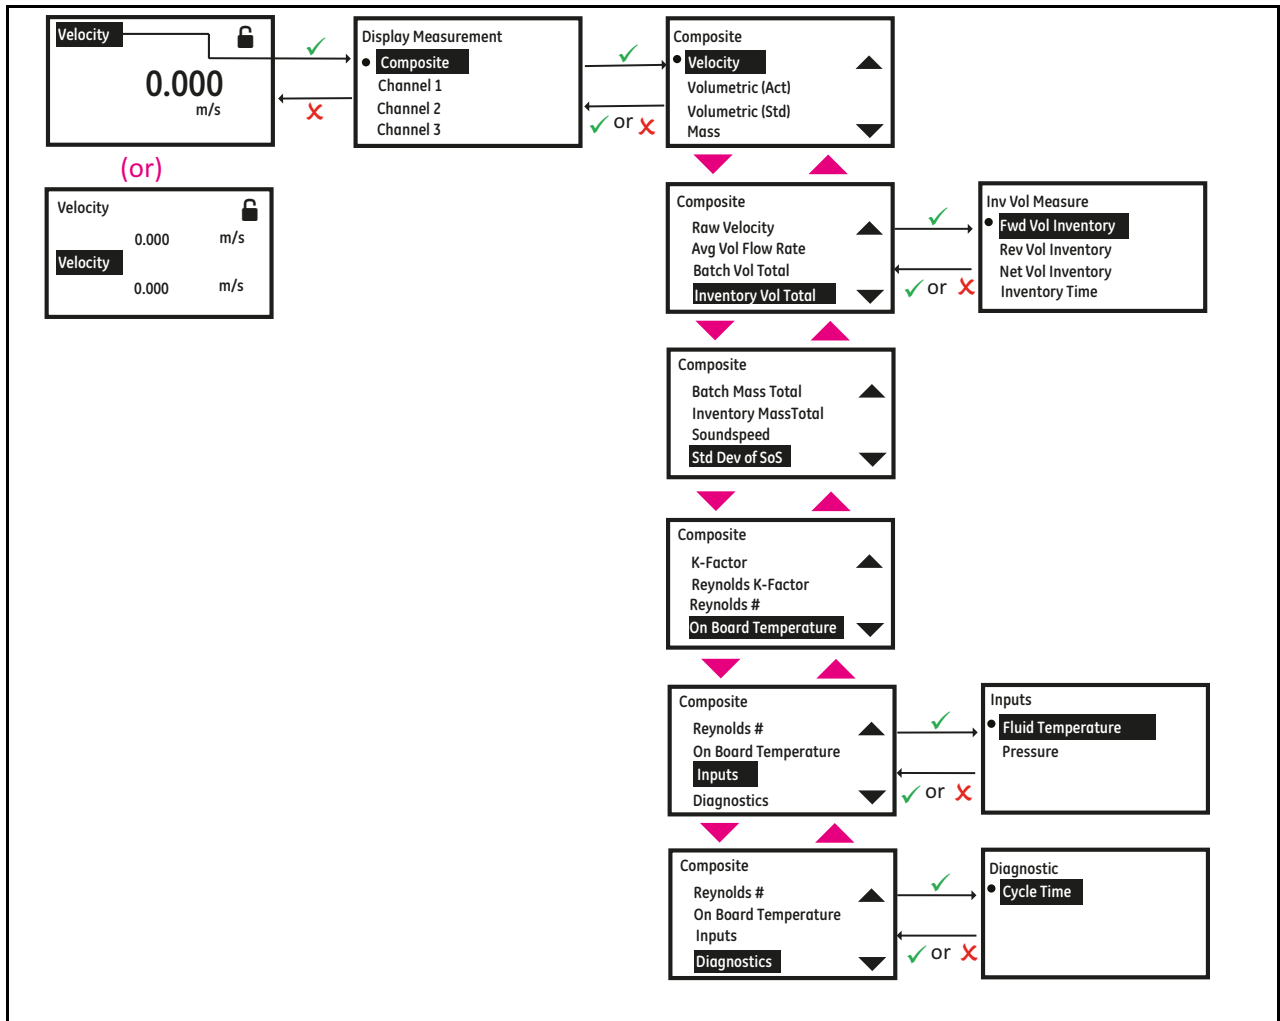 Velocity
0.000
m/s
(or)
Velocity
0.000 m/s
Velocity
0.000 m/s
Display Measurement
Composite
Channel 1
Channel 2
Channel 3
or
Composite
Velocity
Volumetric (Act)
Volumetric (Std)
Mass
Composite
Raw Velocity
Avg Vol Flow Rate
Batch Vol Total
Inventory Vol Total
or
Inv Vol Measure
Fwd Vol Inventory
Rev Vol Inventory
Net Vol Inventory
Inventory Time
Composite
Batch Mass Total
Inventory MassTotal
Soundspeed
Std Dev of SoS
Composite
K-Factor
Reynolds K-Factor
Reynolds #
On Board Temperature
Composite
Reynolds #
On Board Temperature
Inputs
Diagnostics
or
Inputs
Fluid Temperature
Pressure
Composite
Reynolds #
On Board Temperature
Inputs
Diagnostics
or
Diagnostic
Cycle Time